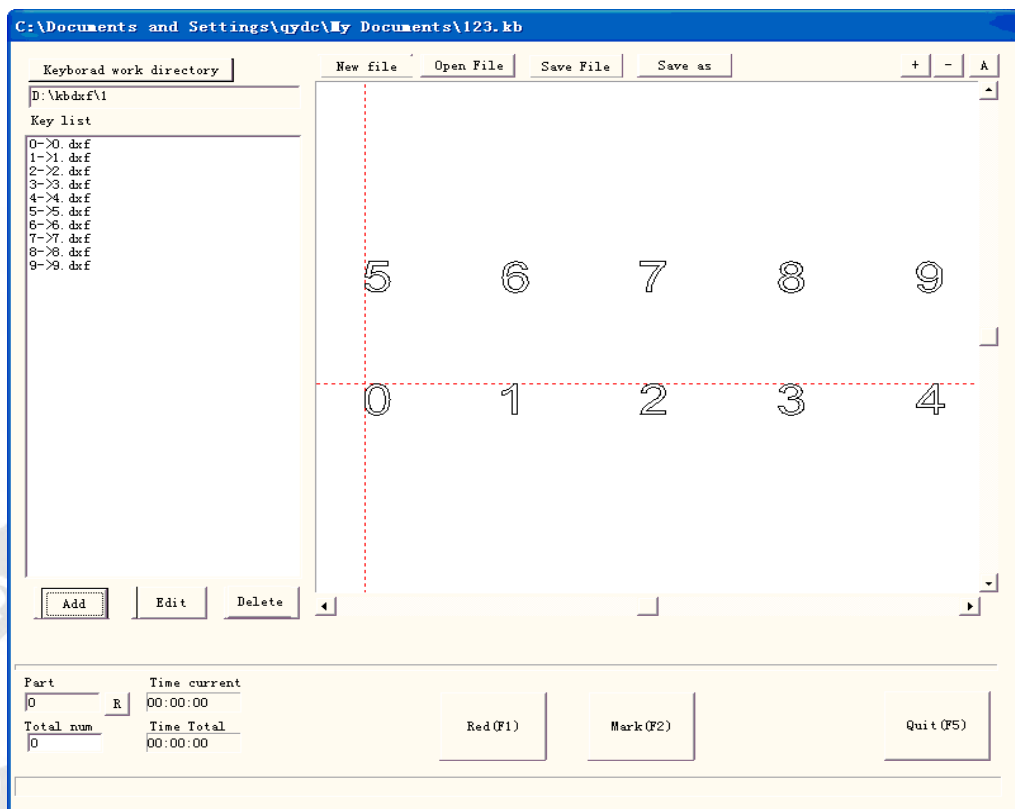 C:\Documents and Settings\qydc\My Documents\123.kb
Keyborad work directory
New file Open File Save File Save as + - A
D:\kbdxf\1
Key list
0->0.dxf
1->1.dxf
2->2.dxf
3->3.dxf
4->4.dxf
5->5.dxf
6->6.dxf
7->7.dxf
8->8.dxf
9->9.dxf
5 6 7 8 9
0 1 2 3 4
Add Edit Delete
Part Time current
0 R 00:00:00
Total num Time Total
0 00:00:00
Red(F1) Mark(F2) Quit(F5)